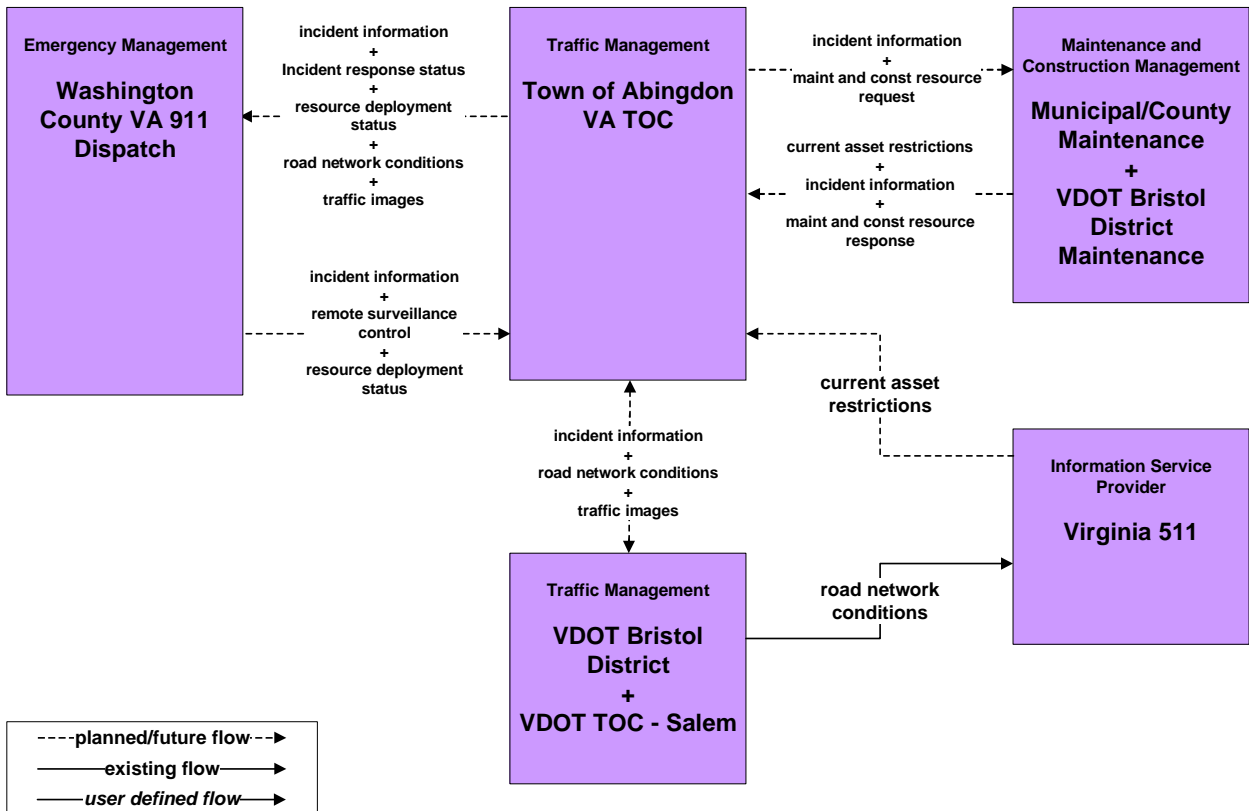 Emergency Management
Washington
County VA 911
Dispatch
incident information
+
Incident response status
+
resource deployment
status
+
road network conditions
+
traffic images
incident information
+
remote surveillance
control
+
resource deployment
status
Traffic Management
Town of Abingdon
VA TOC
incident information
+
maint and const resource
request
current asset restrictions
+
incident information
+
maint and const resource
response
Maintenance and
Construction Management
Municipal/County
Maintenance
+
VDOT Bristol
District
Maintenance
current asset
restrictions
incident information
+
road network conditions
+
traffic images
Information Service
Provider
Virginia 511
Traffic Management
VDOT Bristol
District
+
VDOT TOC - Salem
road network
conditions
planned/future flow
existing flow
user defined flow